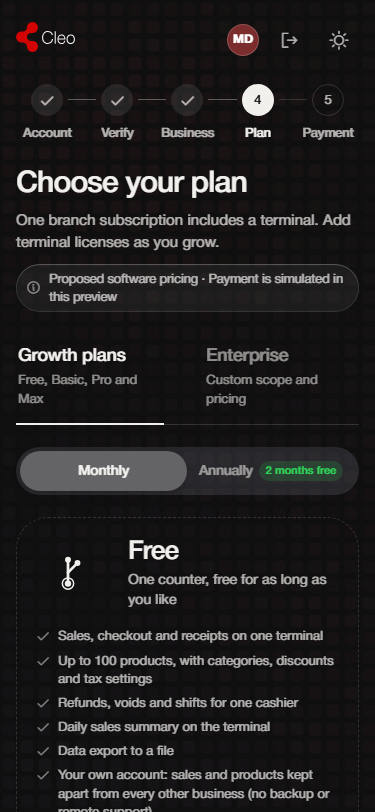 Cleo
MD
4
5
Account
Verify
Business
Plan
Payment
Choose your plan
One branch subscription includes a terminal. Add
terminal licenses as you grow.
Proposed software pricing · Payment is simulated in
this preview
Growth plans
Free, Basic, Pro and
Max
Enterprise
Custom scope and
pricing
Monthly
Annually
2 months free
Free
One counter, free for as long as
you like
Sales, checkout and receipts on one terminal
Up to 100 products, with categories, discounts
and tax settings
Refunds, voids and shifts for one cashier
Daily sales summary on the terminal
Data export to a file
Your own account: sales and products kept
apart from every other business (no backup or
remote support)